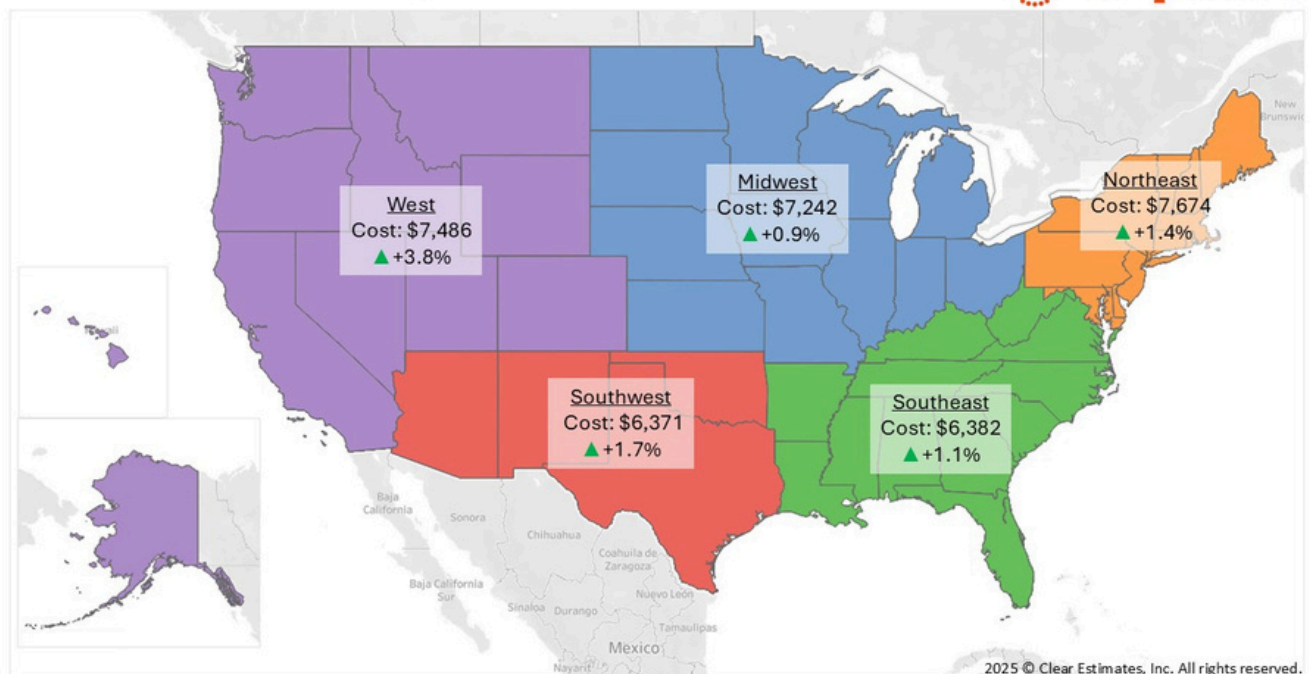 New
Brunswic
Northeast
Cost: $7,674
▲ +1.4%
Midwest
Cost: $7,242
▲ +0.9%
West
Cost: $7,486
▲ +3.8%
Southwest
Cost: $6,371
▲ +1.7%
Southeast
Cost: $6,382
▲ +1.1%
Baja
California
Sonora
Chihuahua
Coahuila de
Zaragoza
Baja California
Sur
Sinaloa
Durango
Nuevo León
Tamaulipas
Mexico
Nayarit
2025 © Clear Estimates, Inc. All rights reserved.